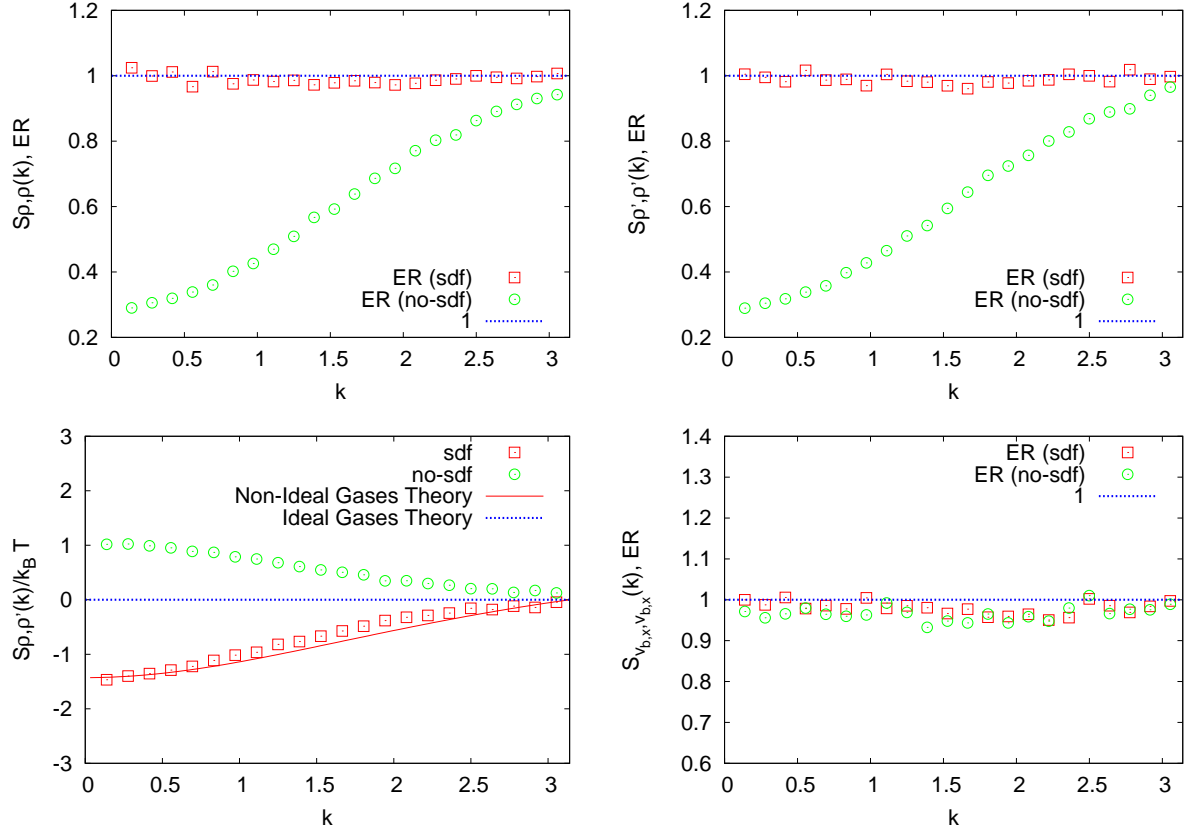 1.2
1
0.8
0.6
0.4
0.2
0 0.5 1 1.5 2 2.5 3
k
Sρ,ρ(k), ER
ER (sdf)
ER (no-sdf)
1
1.2
1
0.8
0.6
0.4
0.2
0 0.5 1 1.5 2 2.5 3
k
Sρ',ρ'(k), ER
ER (sdf)
ER (no-sdf)
1
3
2
1
0
-1
-2
-3
0 0.5 1 1.5 2 2.5 3
k
Sρ,ρ'(k)/k_B T
sdf
no-sdf
Non-Ideal Gases Theory
Ideal Gases Theory
1.4
1.3
1.2
1.1
1
0.9
0.8
0.7
0.6
0 0.5 1 1.5 2 2.5 3
k
S_{v_{b,x},v_{b,x}}(k), ER
ER (sdf)
ER (no-sdf)
1